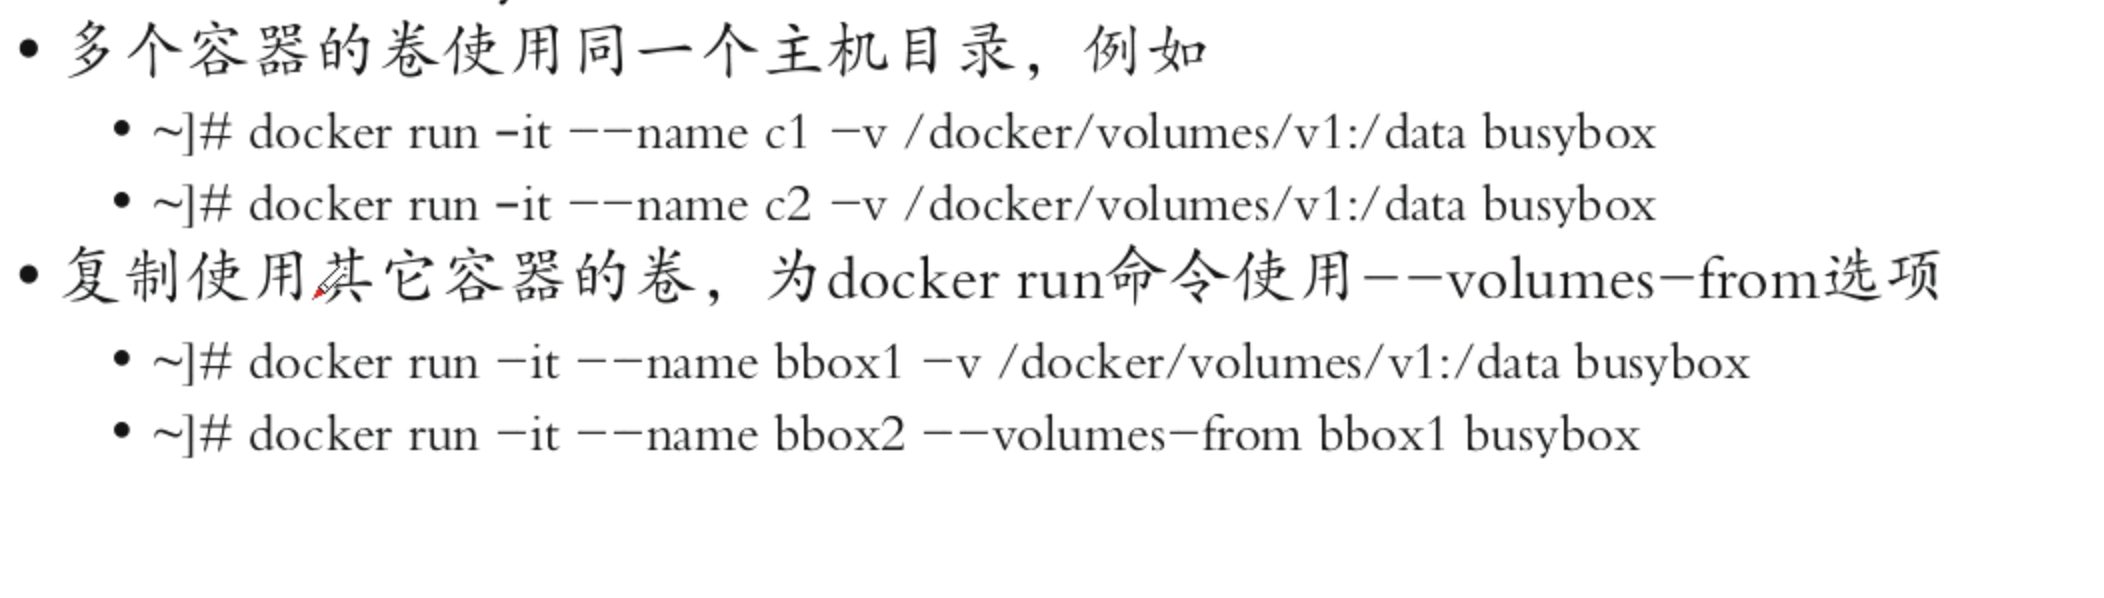 • 多个容器的卷使用同一个主机目录，例如
• ~]# docker run -it --name c1 -v /docker/volumes/v1:/data busybox
• ~]# docker run -it --name c2 -v /docker/volumes/v1:/data busybox
• 复制使用其它容器的卷，为docker run命令使用--volumes-from选项
• ~]# docker run -it --name bbox1 -v /docker/volumes/v1:/data busybox
• ~]# docker run -it --name bbox2 --volumes-from bbox1 busybox